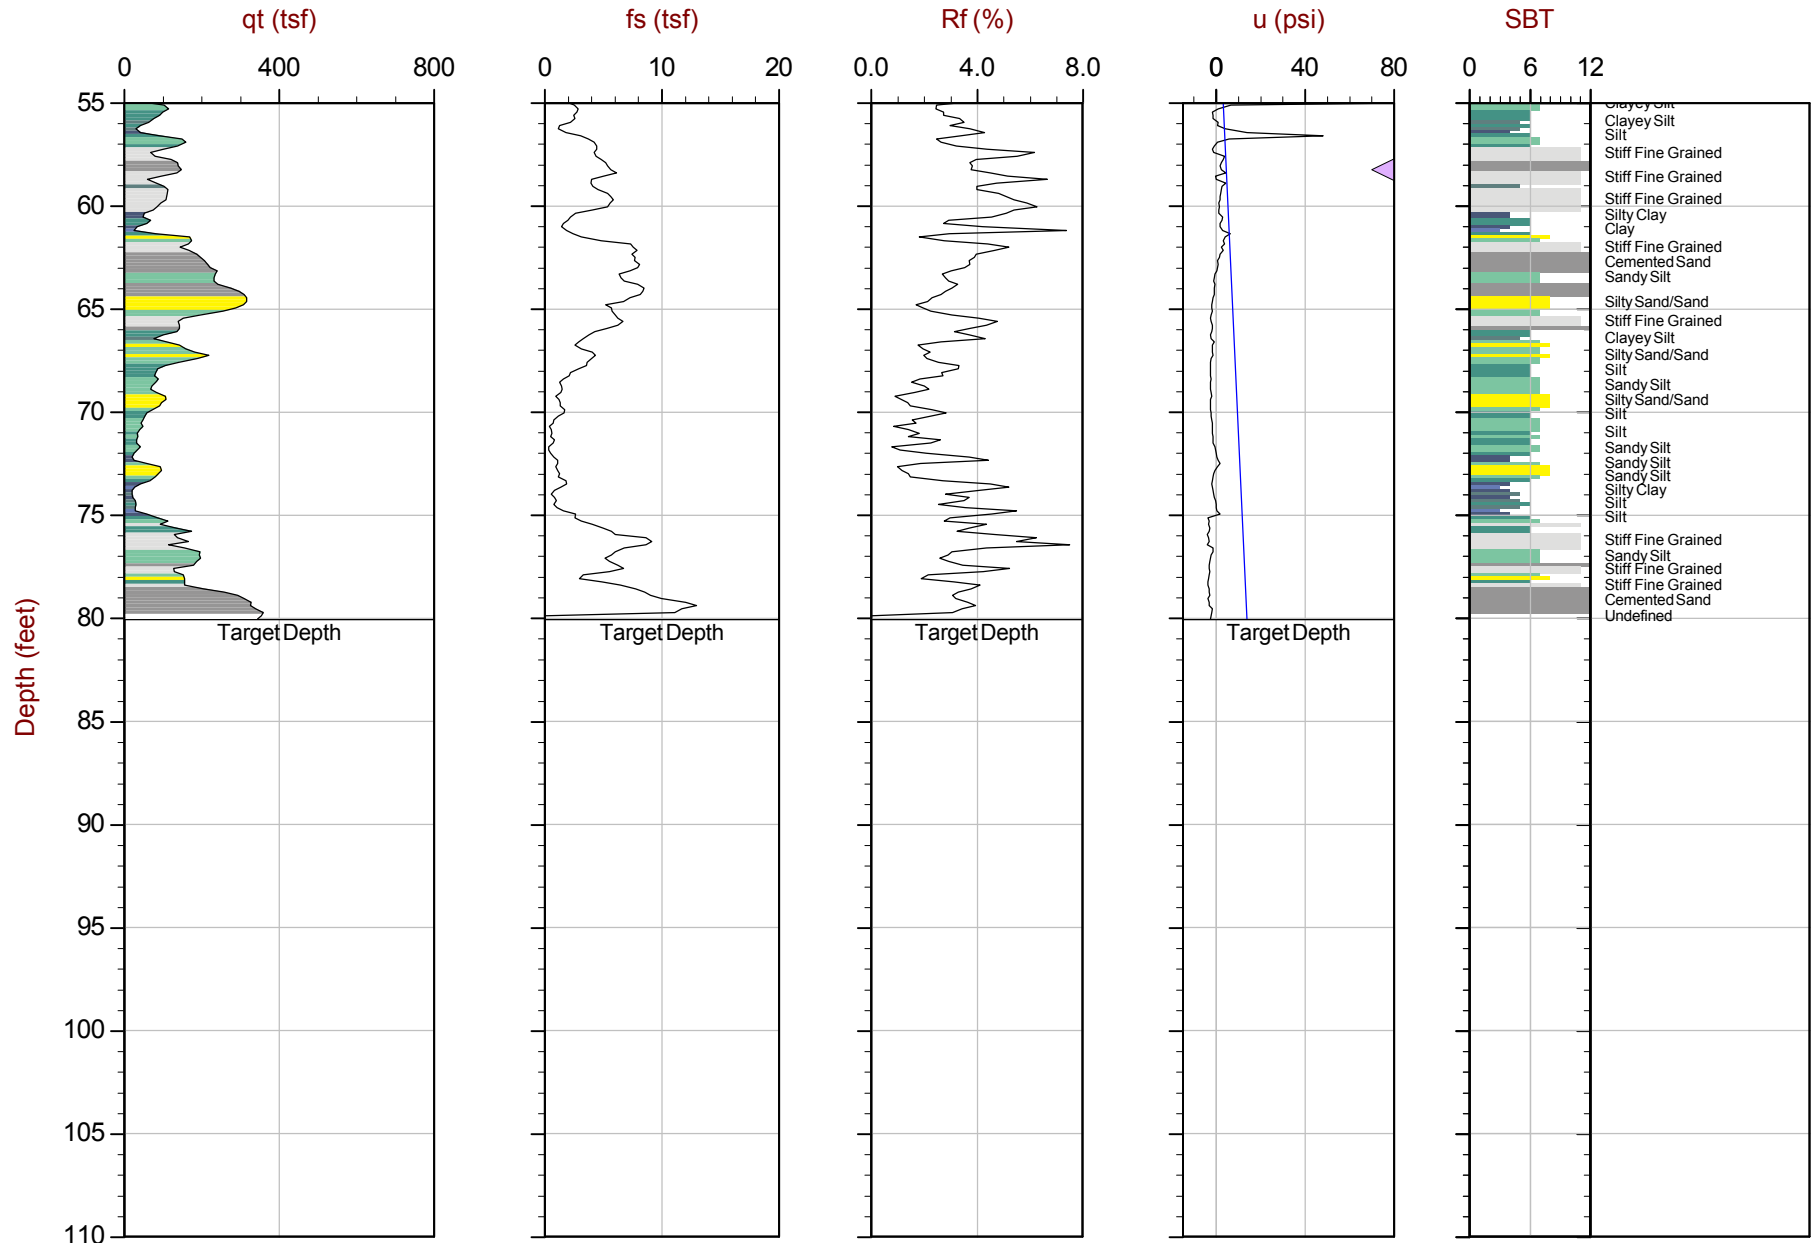 qt (tsf)
fs (tsf)
Rf (%)
u (psi)
SBT
0 400 800
0 10 20
0.0 4.0 8.0
0 40 80
0 6 12
Depth (feet)
55
60
65
70
75
80
85
90
95
100
105
110
Clayey Silt
Clayey Silt
Silt
Stiff Fine Grained
Stiff Fine Grained
Stiff Fine Grained
Silty Clay
Clay
Stiff Fine Grained
Cemented Sand
Sandy Silt
Silty Sand/Sand
Stiff Fine Grained
Clayey Silt
Silty Sand/Sand
Silt
Sandy Silt
Silty Sand/Sand
Silt
Silt
Sandy Silt
Sandy Silt
Sandy Silt
Silty Clay
Silt
Silt
Stiff Fine Grained
Sandy Silt
Stiff Fine Grained
Stiff Fine Grained
Cemented Sand
Undefined
Target Depth
Target Depth
Target Depth
Target Depth